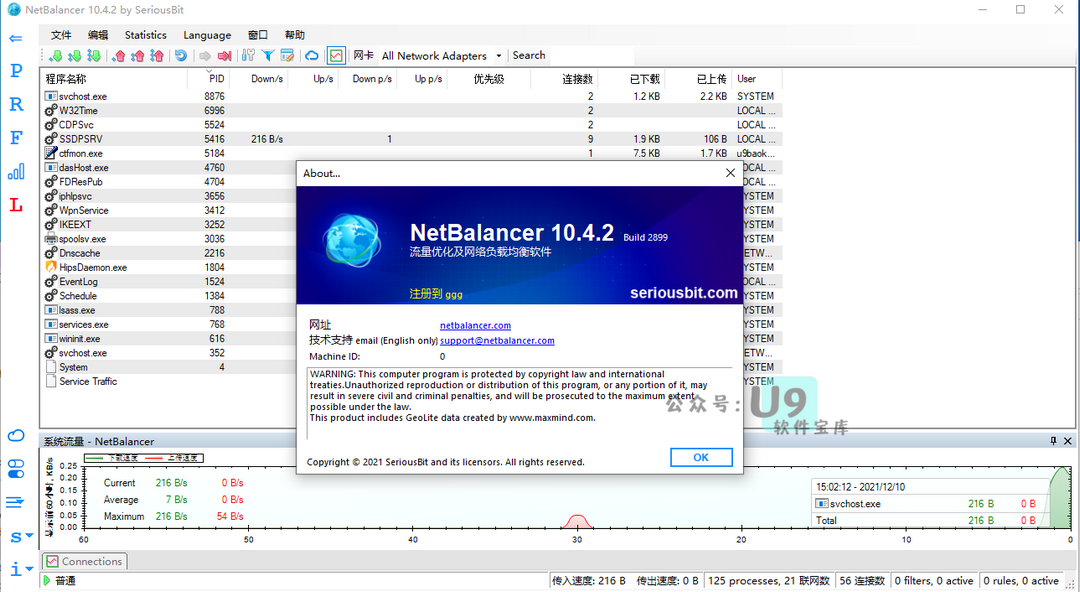 NetBalancer 10.4.2 by SeriousBit
文件 编辑 Statistics Language 窗口 帮助
网卡 All Network Adapters Search
程序名称 PID Down/s Up/s Down p/s Up p/s 优先级 连接数 已下载 已上传 User
svchost.exe 8876 2 1.2 KB 2.2 KB SYSTEM
W32Time 6996 2 LOCAL ...
CDPSvc 5524 2 LOCAL ...
SSDPSRV 5416 216 B/s 1 9 1.9 KB 106 B LOCAL ...
ctfmon.exe 5184 1 7.5 KB 1.7 KB u9baok...
dasHost.exe 4760 OCAL ...
FDResPub 4704 OCAL ...
iphlpsvc 3656 YSTEM
WpnService 3412 YSTEM
IKEEXT 3252 YSTEM
spoolsv.exe 3036 YSTEM
Dnscache 2216 ETW...
HipsDaemon.exe 1804 YSTEM
EventLog 1524 OCAL ...
Schedule 1384 YSTEM
lsass.exe 788 YSTEM
services.exe 768 YSTEM
wininit.exe 616 YSTEM
svchost.exe 352 ETW...
System 4 YSTEM
Service Traffic YSTEM
About...
NetBalancer 10.4.2 Build 2899
流量优化及网络负载均衡软件
注册到 ggg
seriousbit.com
网址 netbalancer.com
技术支持 email (English only) support@netbalancer.com
Machine ID: 0
WARNING: This computer program is protected by copyright law and international
treaties.Unauthorized reproduction or distribution of this program, or any portion of it, may
result in severe civil and criminal penalties, and will be prosecuted to the maximum extent
possible under the law.
This product includes GeoLite data created by www.maxmind.com.
Copyright © 2021 SeriousBit and its licensors. All rights reserved.
OK
公众号: U9
软件宝库
P
R
F
L
s
i
系统流量 - NetBalancer
下载速度 上传速度
0.25
0.20
0.15
0.10
0.05
0.00
Current 216 B/s 0 B/s
Average 7 B/s 0 B/s
Maximum 216 B/s 54 B/s
15:02:12 - 2021/12/10
svchost.exe 216 B 0 B
Total 216 B 0 B
60 50 40 30 20 10 0
Connections
普通 传入速度: 216 B 传出速度: 0 B 125 processes, 21 联网数 56 连接数 0 filters, 0 active 0 rules, 0 active